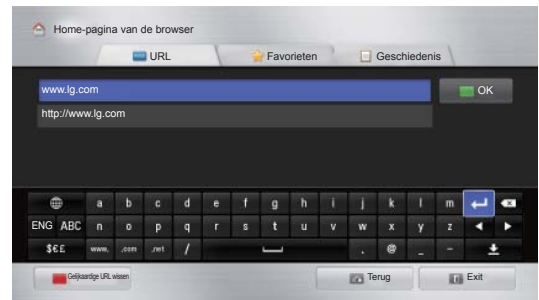 Home-pagina van de browser
URL Favorieten Geschiedenis
www.lg.com OK
http://www.lg.com
a b c d e f g h i j k l m
ENG ABC n o p q r s t u v w x y z
$€£ www. .com .net / . @ _ -
Gelijkaardige URL wissen Terug Exit